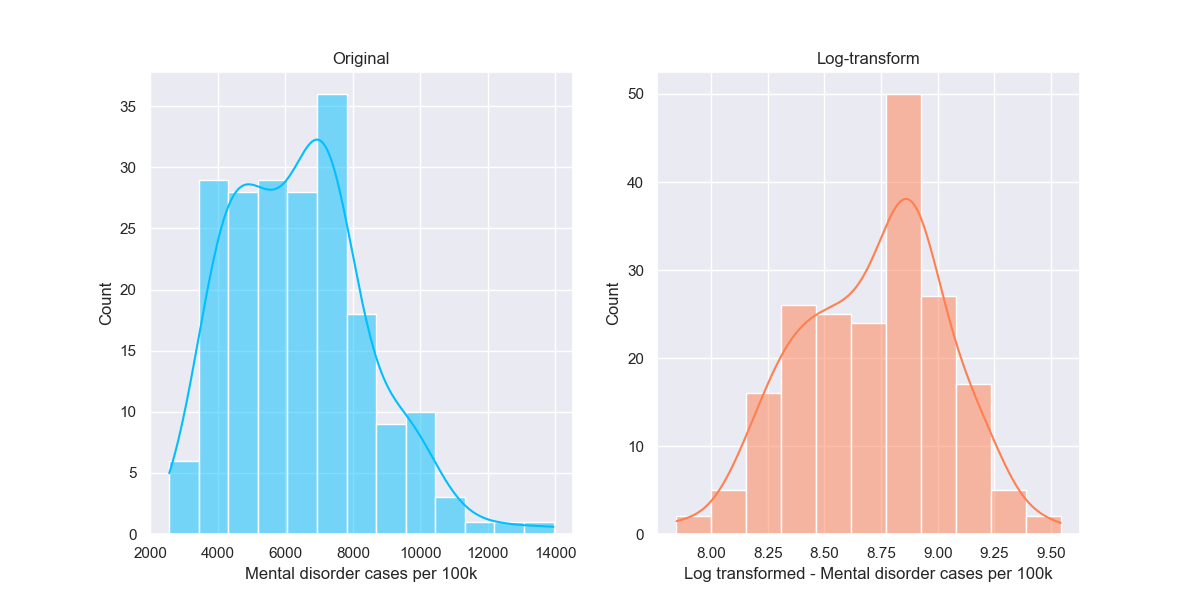 Original
35
30
25
20
15
10
5
0
Count
2000 4000 6000 8000 10000 12000 14000
Mental disorder cases per 100k
Log-transform
50
40
30
20
10
0
Count
8.00 8.25 8.50 8.75 9.00 9.25 9.50
Log transformed - Mental disorder cases per 100k